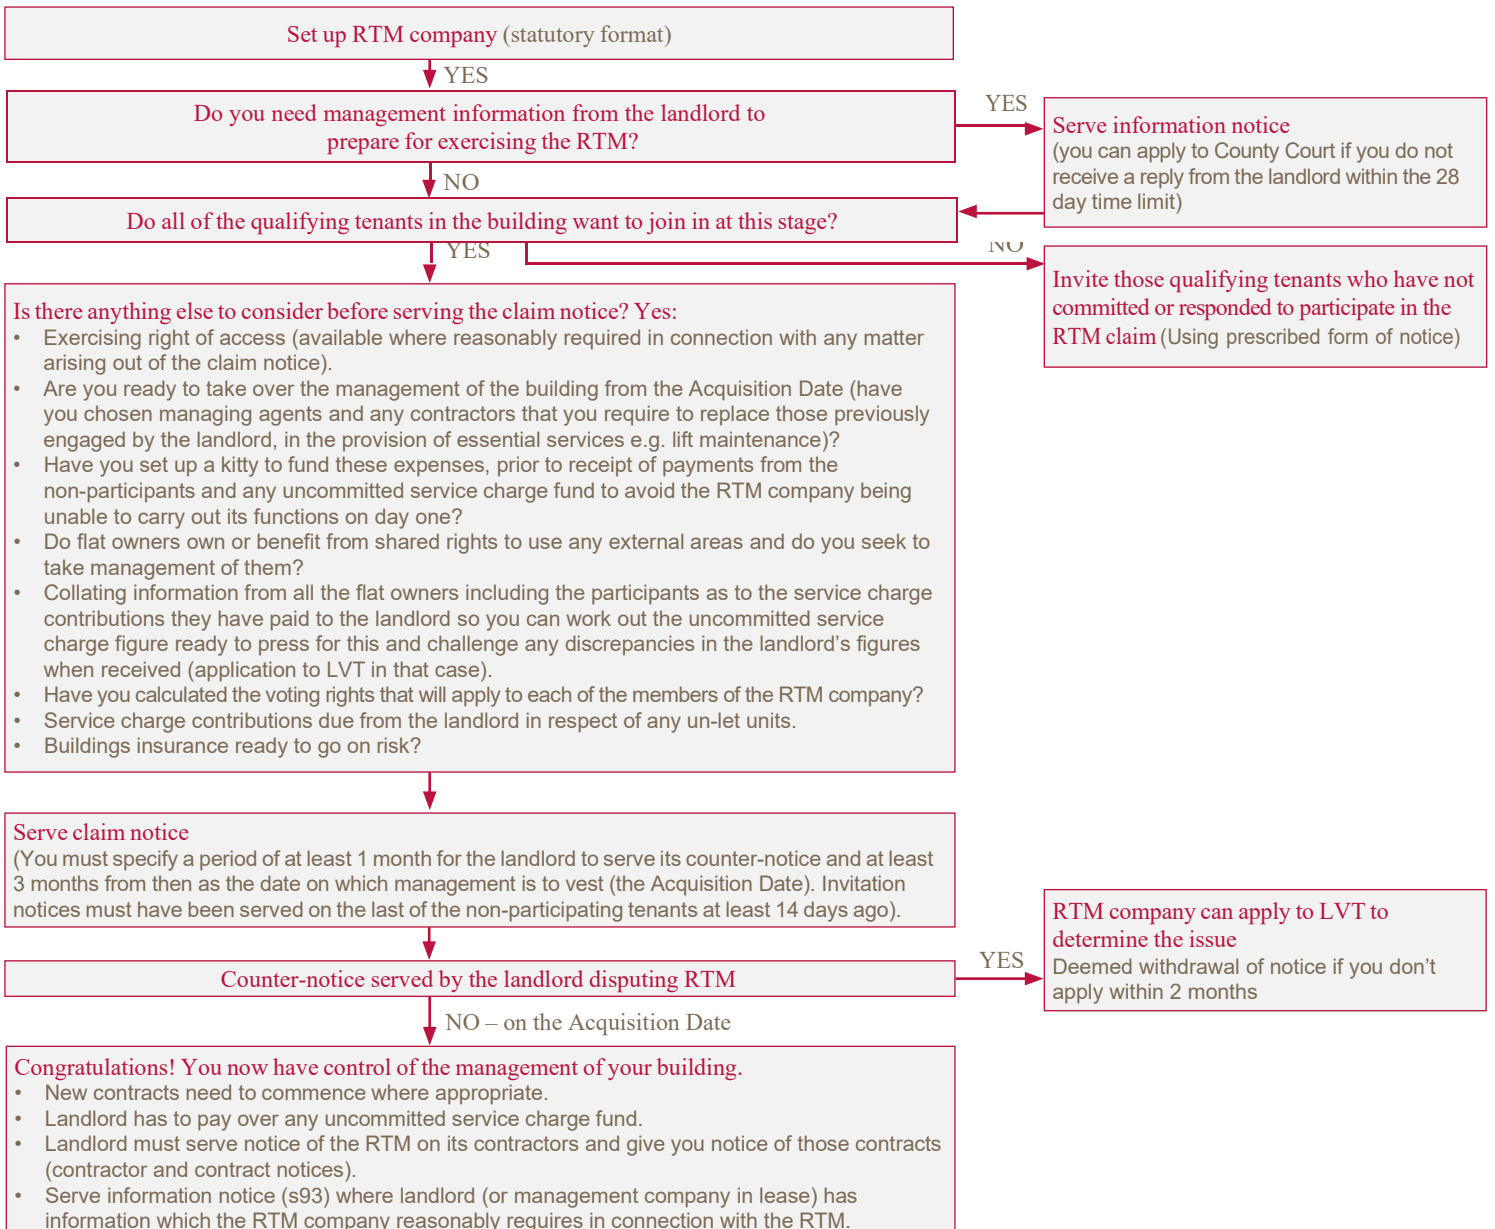 Set up RTM company (statutory format)
YES
Do you need management information from the landlord to
prepare for exercising the RTM?
YES
Serve information notice
(you can apply to County Court if you do not
receive a reply from the landlord within the 28
day time limit)
NO
Do all of the qualifying tenants in the building want to join in at this stage?
YES
NO
Invite those qualifying tenants who have not
committed or responded to participate in the
RTM claim (Using prescribed form of notice)
Is there anything else to consider before serving the claim notice? Yes:
• Exercising right of access (available where reasonably required in connection with any matter
arising out of the claim notice).
• Are you ready to take over the management of the building from the Acquisition Date (have
you chosen managing agents and any contractors that you require to replace those previously
engaged by the landlord, in the provision of essential services e.g. lift maintenance)?
• Have you set up a kitty to fund these expenses, prior to receipt of payments from the
non-participants and any uncommitted service charge fund to avoid the RTM company being
unable to carry out its functions on day one?
• Do flat owners own or benefit from shared rights to use any external areas and do you seek to
take management of them?
• Collating information from all the flat owners including the participants as to the service charge
contributions they have paid to the landlord so you can work out the uncommitted service
charge figure ready to press for this and challenge any discrepancies in the landlord’s figures
when received (application to LVT in that case).
• Have you calculated the voting rights that will apply to each of the members of the RTM company?
• Service charge contributions due from the landlord in respect of any un-let units.
• Buildings insurance ready to go on risk?
Serve claim notice
(You must specify a period of at least 1 month for the landlord to serve its counter-notice and at least
3 months from then as the date on which management is to vest (the Acquisition Date). Invitation
notices must have been served on the last of the non-participating tenants at least 14 days ago).
Counter-notice served by the landlord disputing RTM
YES
RTM company can apply to LVT to
determine the issue
Deemed withdrawal of notice if you don’t
apply within 2 months
NO – on the Acquisition Date
Congratulations! You now have control of the management of your building.
• New contracts need to commence where appropriate.
• Landlord has to pay over any uncommitted service charge fund.
• Landlord must serve notice of the RTM on its contractors and give you notice of those contracts
(contractor and contract notices).
• Serve information notice (s93) where landlord (or management company in lease) has
information which the RTM company reasonably requires in connection with the RTM.